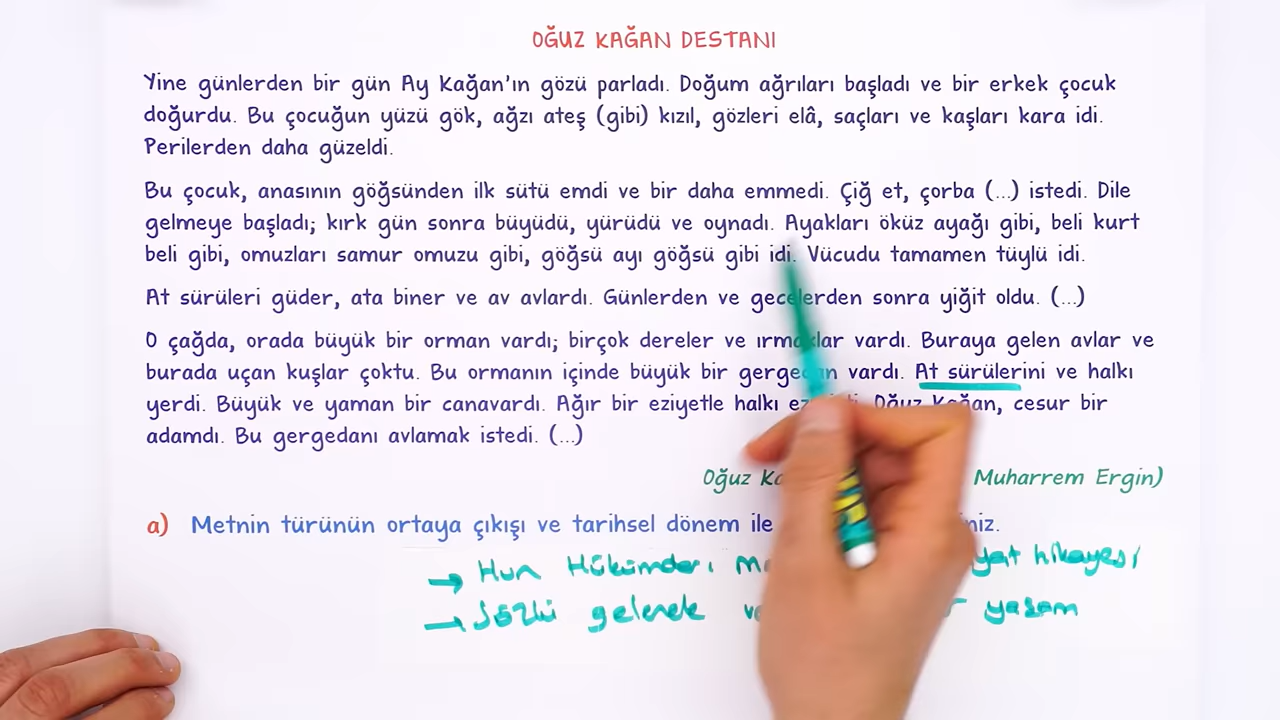 OĞUZ KAĞAN DESTANI
Yine günlerden bir gün Ay Kağan'ın gözü parladı. Doğum ağrıları başladı ve bir erkek çocuk
doğurdu. Bu çocuğun yüzü gök, ağzı ateş (gibi) kızıl, gözleri elâ, saçları ve kaşları kara idi.
Perilerden daha güzeldi.
Bu çocuk, anasının göğsünden ilk sütü emdi ve bir daha emmedi. Çiğ et, çorba (...) istedi. Dile
gelmeye başladı; kırk gün sonra büyüdü, yürüdü ve oynadı. Ayakları öküz ayağı gibi, beli kurt
beli gibi, omuzları samur omuzu gibi, göğsü ayı göğsü gibi idi. Vücudu tamamen tüylü idi.
At sürüleri güder, ata biner ve av avlardı. Günlerden ve gecelerden sonra yiğit oldu. (...)
O çağda, orada büyük bir orman vardı; birçok dereler ve ırmaklar vardı. Buraya gelen avlar ve
burada uçan kuşlar çoktu. Bu ormanın içinde büyük bir gergedan vardı. At sürülerini ve halkı
yerdi. Büyük ve yaman bir canavardı. Ağır bir eziyetle halkı Oğuz Kağan, cesur bir
adamdı. Bu gergedanı avlamak istedi. (...)
Oğuz Muharrem Ergin)
a) Metnin türünün ortaya çıkışı ve tarihsel dönem ile
→ Hun Hükümdarı hikayesi
→ Sözlü gelenek yaşam